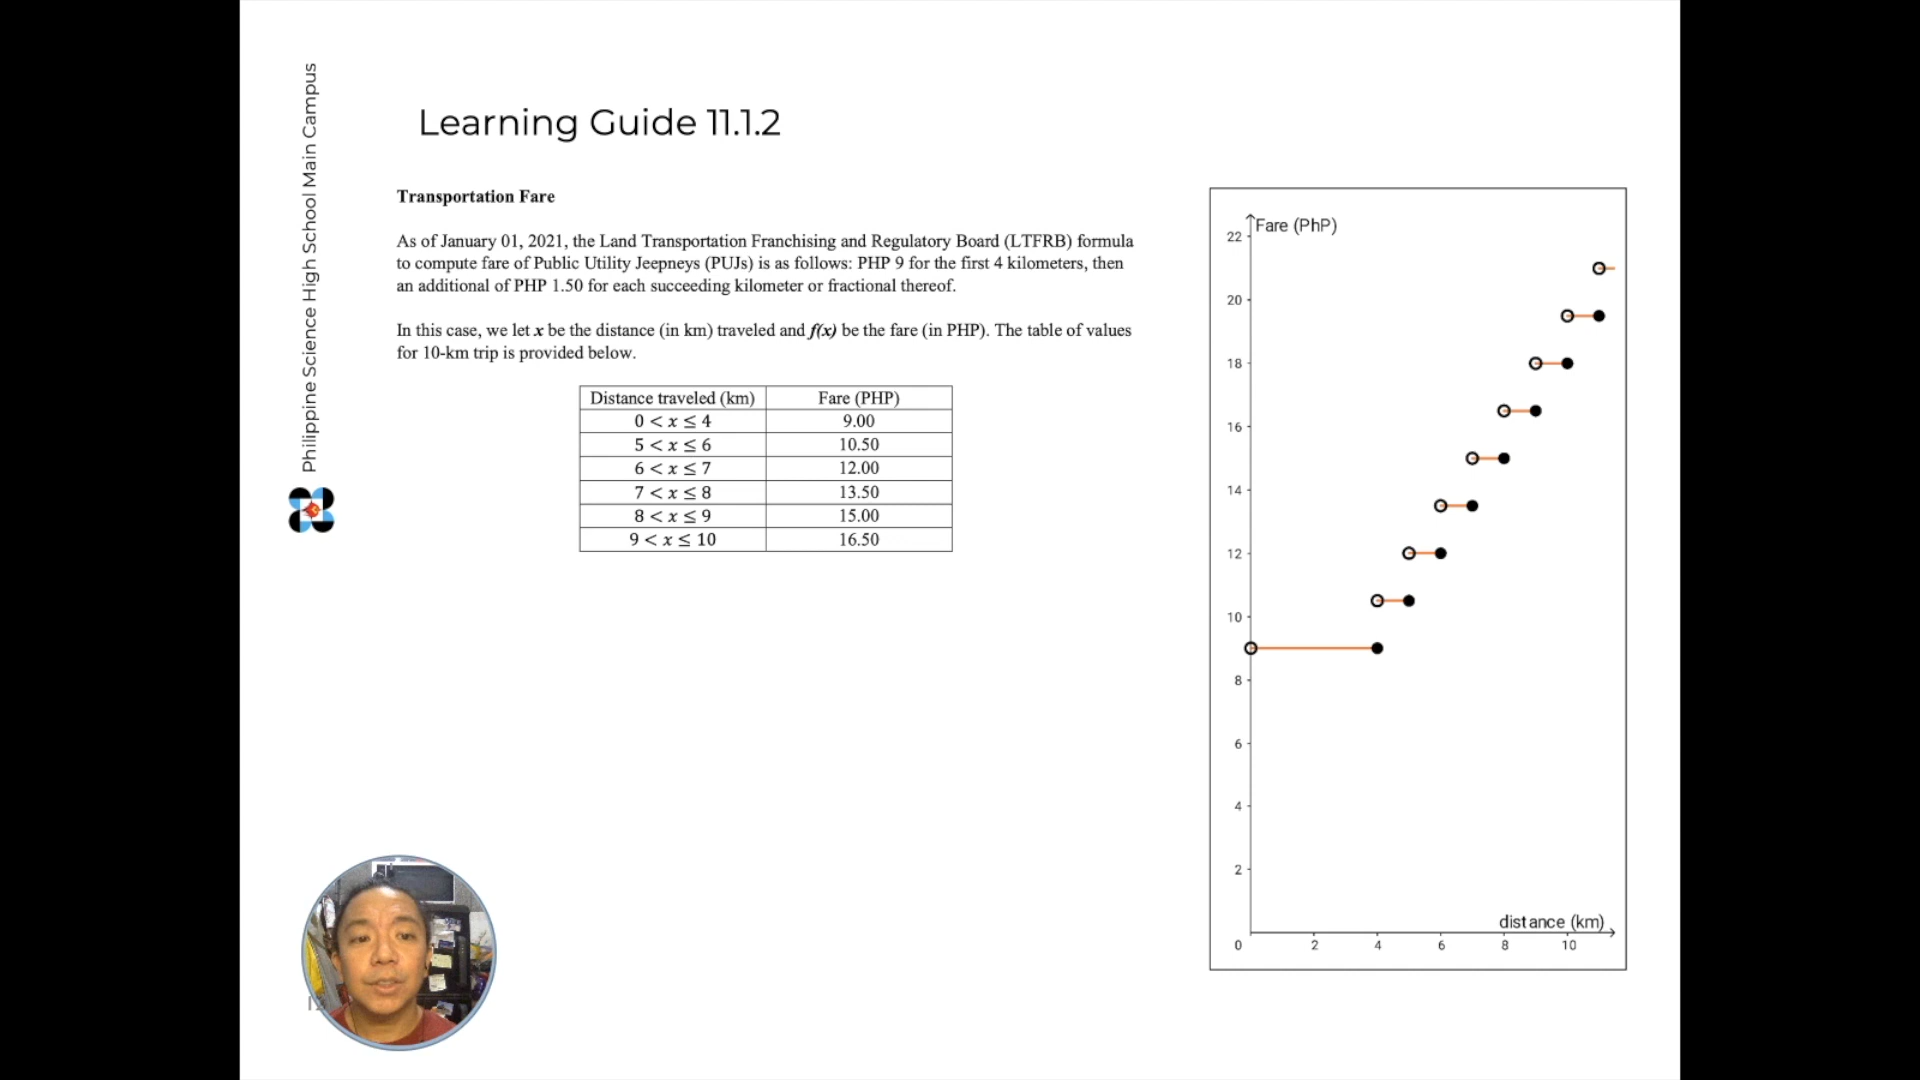 Philippine Science High School Main Campus
Learning Guide 11.1.2
Transportation Fare
As of January 01, 2021, the Land Transportation Franchising and Regulatory Board (LTFRB) formula
to compute fare of Public Utility Jeepneys (PUJs) is as follows: PHP 9 for the first 4 kilometers, then
an additional of PHP 1.50 for each succeeding kilometer or fractional thereof.
In this case, we let x be the distance (in km) traveled and f(x) be the fare (in PHP). The table of values
for 10-km trip is provided below.
Distance traveled (km) Fare (PHP)
0 < x ≤ 4 9.00
5 < x ≤ 6 10.50
6 < x ≤ 7 12.00
7 < x ≤ 8 13.50
8 < x ≤ 9 15.00
9 < x ≤ 10 16.50
Fare (PhP)
22
20
18
16
14
12
10
8
6
4
2
distance (km)
0 2 4 6 8 10